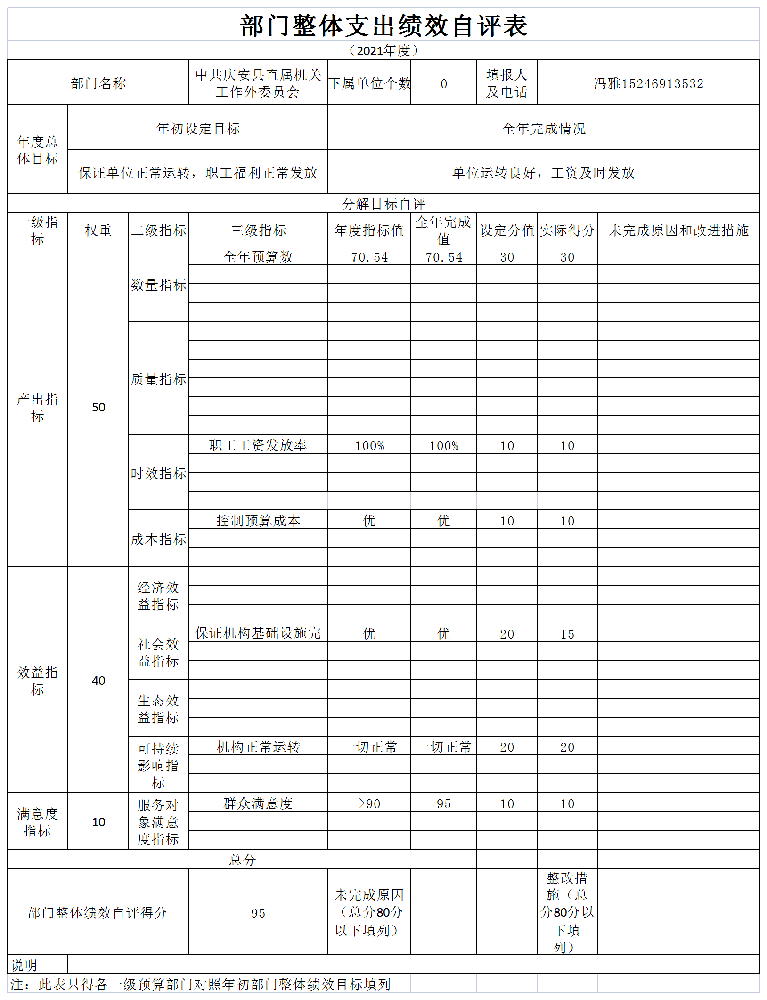 部门整体支出绩效自评表
（2021年度）
部门名称
中共庆安县直属机关
工作外委员会
下属单位个数
0
填报人
及电话
冯雅15246913532
年度总
体目标
年初设定目标
全年完成情况
保证单位正常运转，职工福利正常发放
单位运转良好，工资及时发放
分解目标自评
一级指
标
权重
二级指标
三级指标
年度指标值
全年完成
值
设定分值
实际得分
未完成原因和改进措施
产出指
标
50
数量指标
全年预算数
70.54
70.54
30
30
质量指标
时效指标
职工工资发放率
100%
100%
10
10
成本指标
控制预算成本
优
优
10
10
效益指
标
40
经济效
益指标
社会效
益指标
保证机构基础设施完
优
优
20
15
生态效
益指标
可持续
影响指
标
机构正常运转
一切正常
一切正常
20
20
满意度
指标
10
服务对
象满意
度指标
群众满意度
>90
95
10
10
总分
部门整体绩效自评得分
95
未完成原因
（总分80分
以下填列）
整改措
施（总
分80分以
下填
列）
说明
注：此表只得各一级预算部门对照年初部门整体绩效目标填列